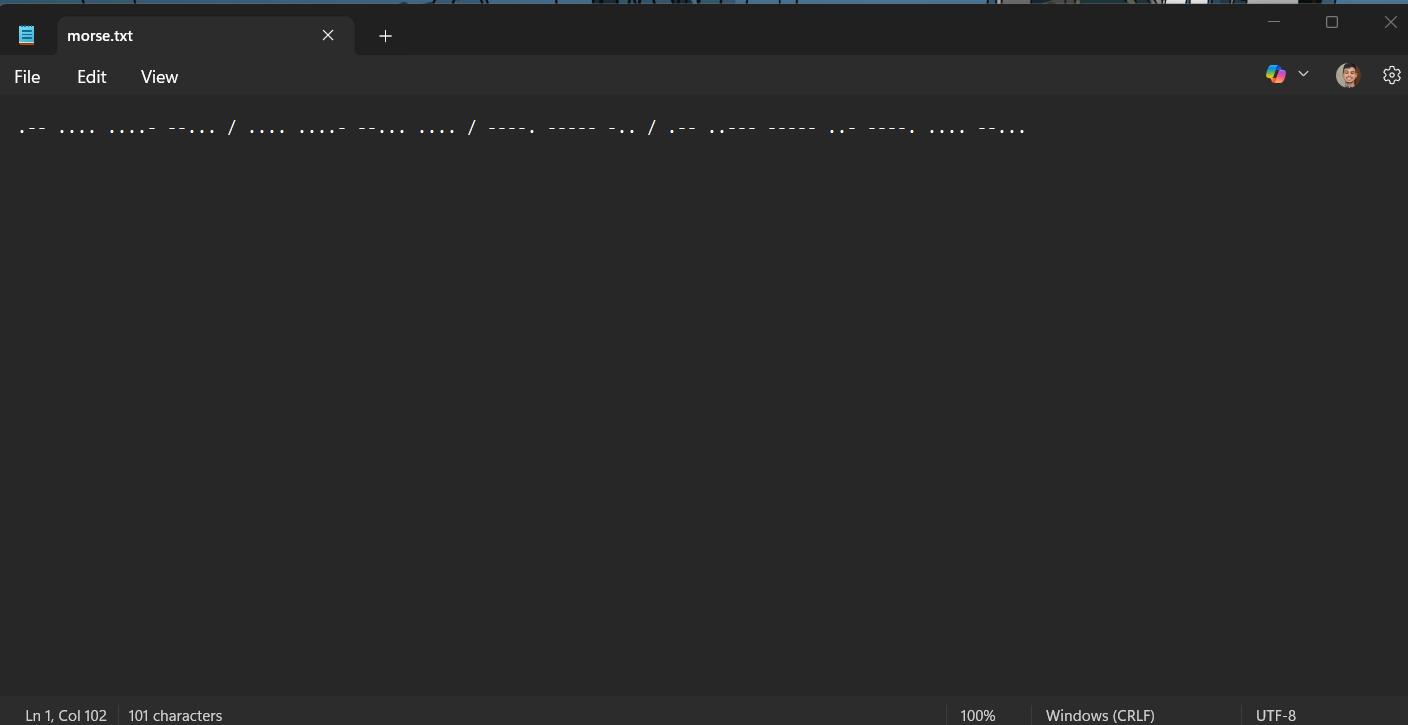 morse.txt
File Edit View
.-- .... ....- --... / .... ....- --... .... / ----. ----- -.. / .-- ..--- ----- ..- ----. .... --...
Ln 1, Col 102 101 characters 100% Windows (CRLF) UTF-8